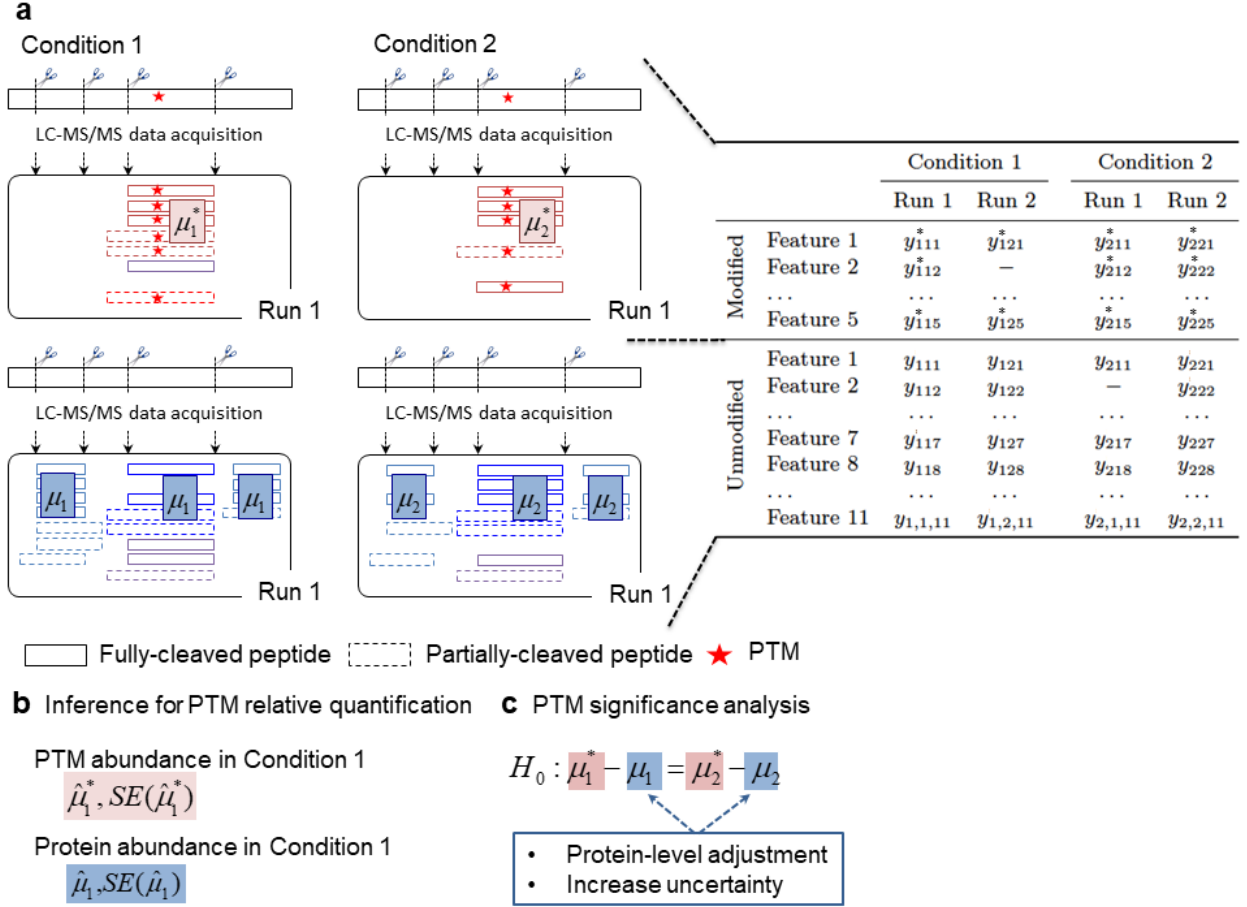 a
Condition 1
Condition 2
LC-MS/MS data acquisition
LC-MS/MS data acquisition
μ₁*
μ₂*
Run 1
Run 1
LC-MS/MS data acquisition
LC-MS/MS data acquisition
μ₁ μ₁ μ₁
μ₂ μ₂ μ₂
Run 1
Run 1
Condition 1 Condition 2
Run 1 Run 2 Run 1 Run 2
Modified
Feature 1 y*₁₁₁ y*₁₂₁ y*₂₁₁ y*₂₂₁
Feature 2 y*₁₁₂ – y*₂₁₂ y*₂₂₂
... ... ... ... ...
Feature 5 y*₁₁₅ y*₁₂₅ y*₂₁₅ y*₂₂₅
Unmodified
Feature 1 y₁₁₁ y₁₂₁ y₂₁₁ y₂₂₁
Feature 2 y₁₁₂ y₁₂₂ – y₂₂₂
... ... ... ... ...
Feature 7 y₁₁₇ y₁₂₇ y₂₁₇ y₂₂₇
Feature 8 y₁₁₈ y₁₂₈ y₂₁₈ y₂₂₈
... ... ... ... ...
Feature 11 y₁,₁,₁₁ y₁,₂,₁₁ y₂,₁,₁₁ y₂,₂,₁₁
Fully-cleaved peptide Partially-cleaved peptide ★ PTM
b Inference for PTM relative quantification
PTM abundance in Condition 1
μ̂₁*, SE(μ̂₁*)
Protein abundance in Condition 1
μ̂₁, SE(μ̂₁)
c PTM significance analysis
H₀ : μ₁* − μ₁ = μ₂* − μ₂
• Protein-level adjustment
• Increase uncertainty